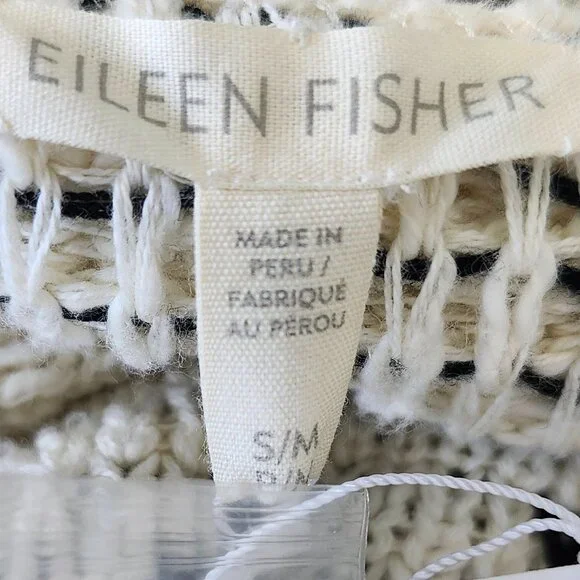 EILEEN FISHER
MADE IN
PERU /
FABRIQUÉ
AU PÉROU
S/M